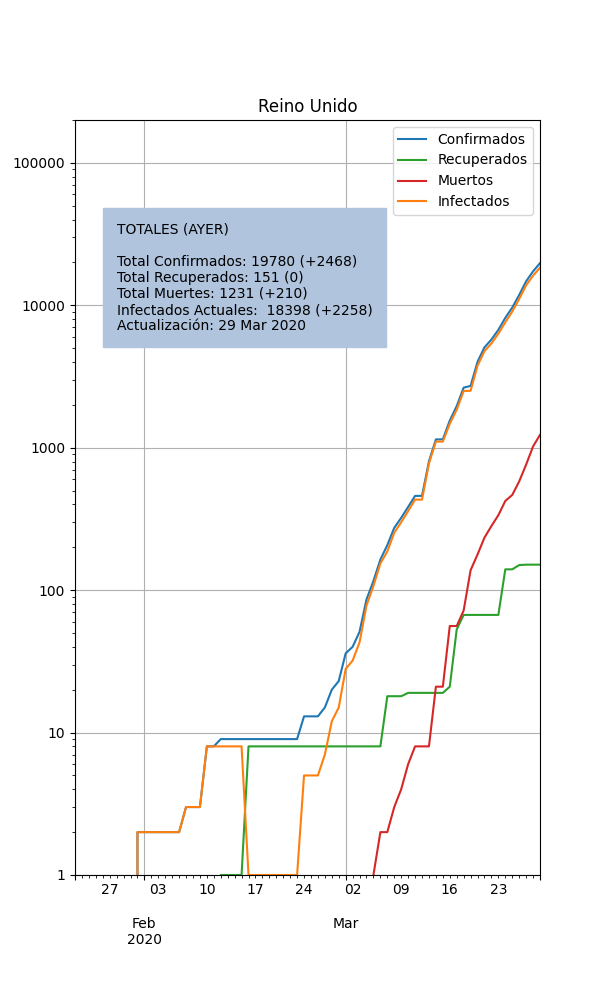 Reino Unido
Confirmados
Recuperados
Muertos
Infectados
TOTALES (AYER)
Total Confirmados: 19780 (+2468)
Total Recuperados: 151 (0)
Total Muertes: 1231 (+210)
Infectados Actuales:  18398 (+2258)
Actualización: 29 Mar 2020
100000
10000
1000
100
10
1
27 03 10 17 24 02 09 16 23
Feb Mar
2020